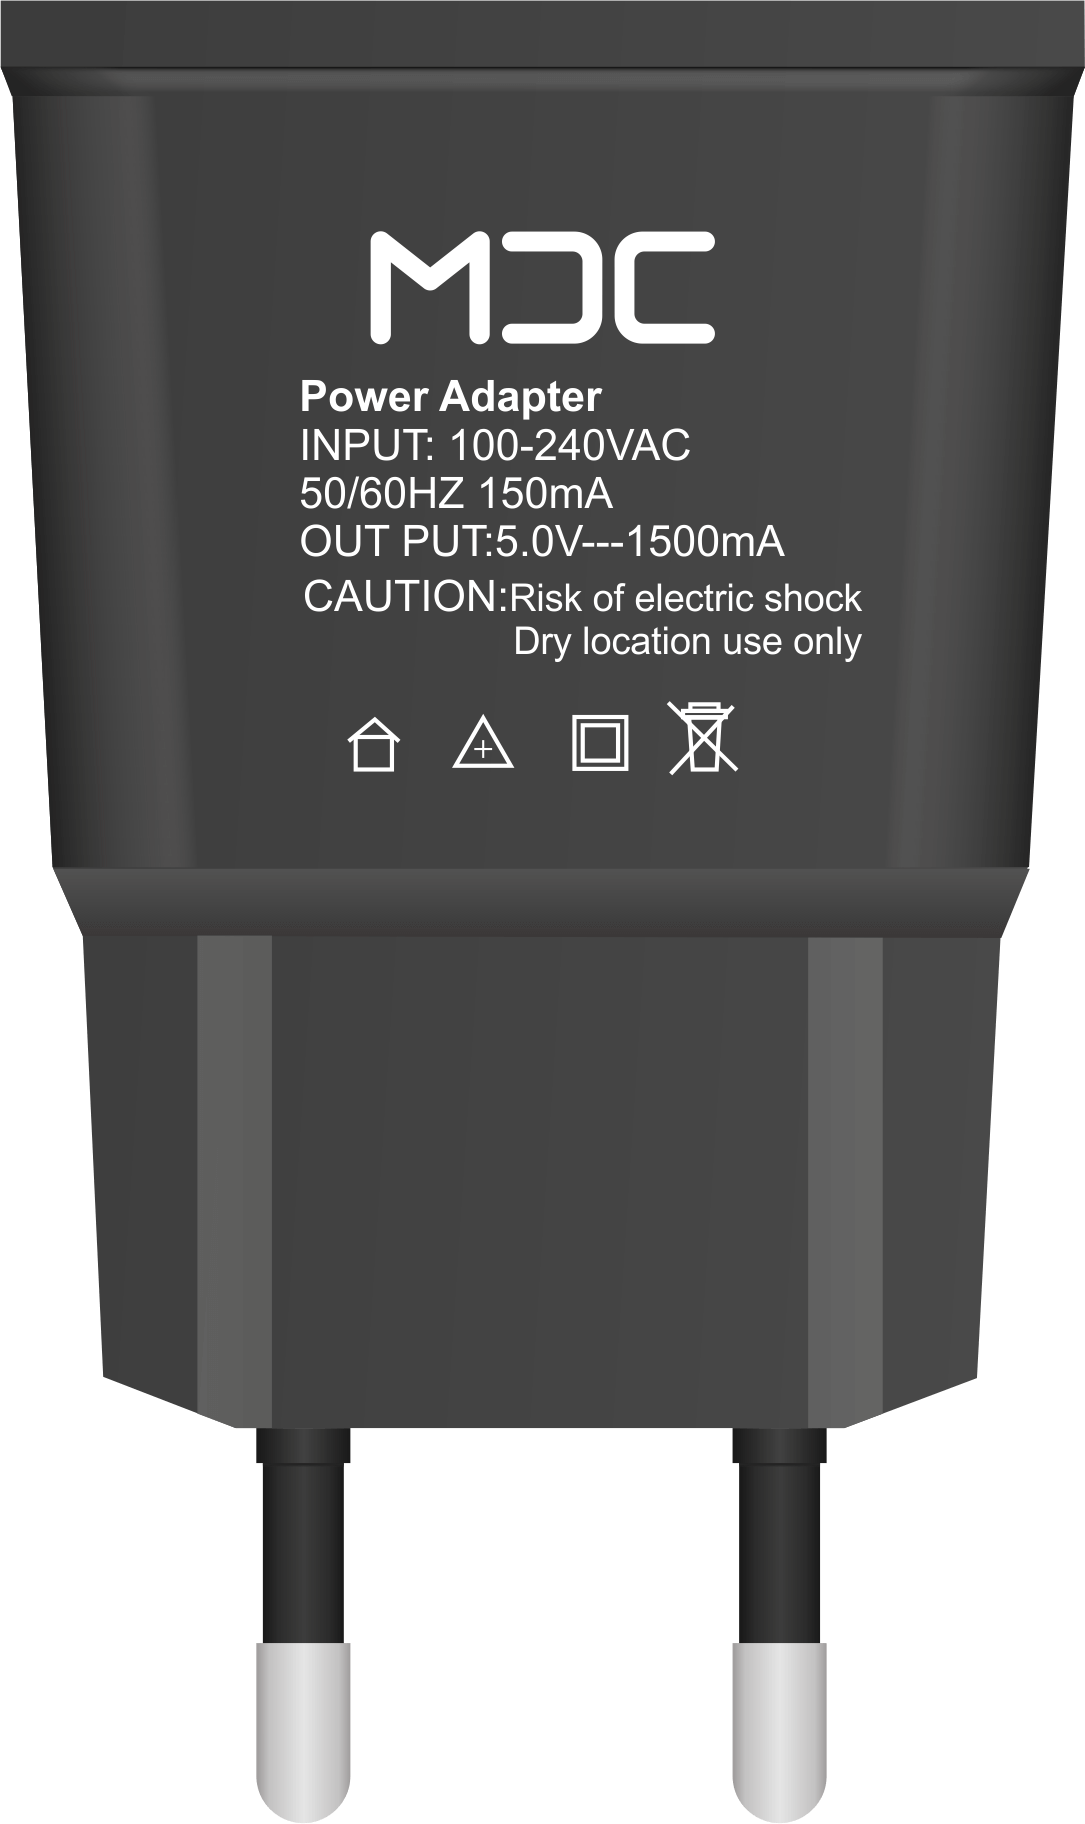 MDC
Power Adapter
INPUT: 100-240VAC
50/60HZ 150mA
OUT PUT:5.0V---1500mA
CAUTION:Risk of electric shock
Dry location use only